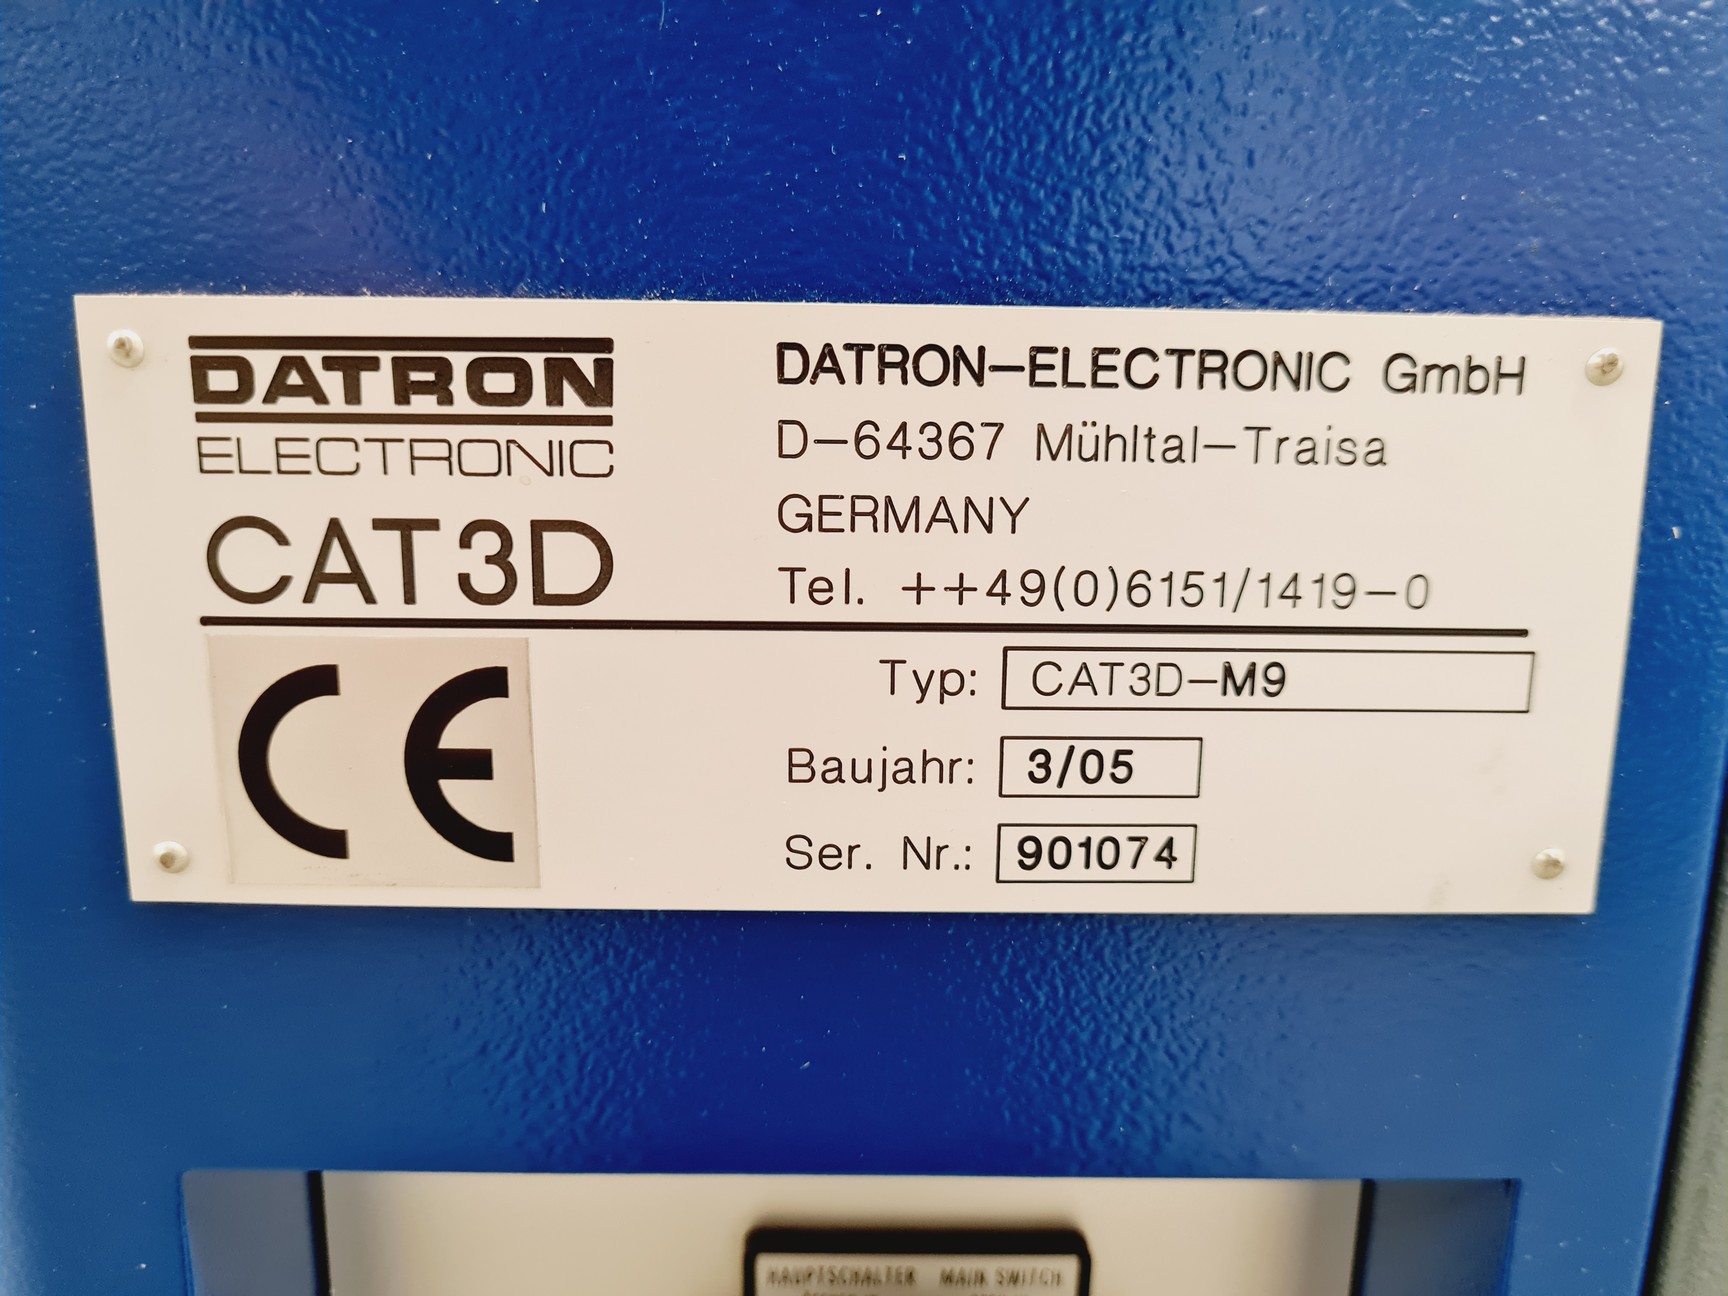 DATRON
ELECTRONIC
CAT3D
DATRON-ELECTRONIC GmbH
D-64367 Mühltal-Traisa
GERMANY
Tel. ++49(0)6151/1419-0
CE
Typ: CAT3D-M9
Baujahr: 3/05
Ser. Nr.: 901074
HAUPTSCHALTER MAIN SWITCH